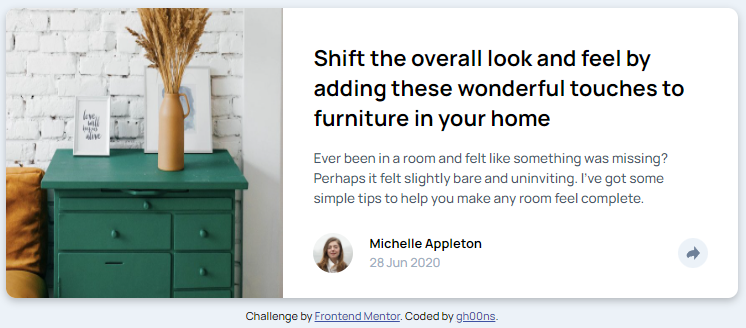 Shift the overall look and feel by
adding these wonderful touches to
furniture in your home
Ever been in a room and felt like something was missing?
Perhaps it felt slightly bare and uninviting. I've got some
simple tips to help you make any room feel complete.
Michelle Appleton
28 Jun 2020
Challenge by Frontend Mentor. Coded by gh00ns.